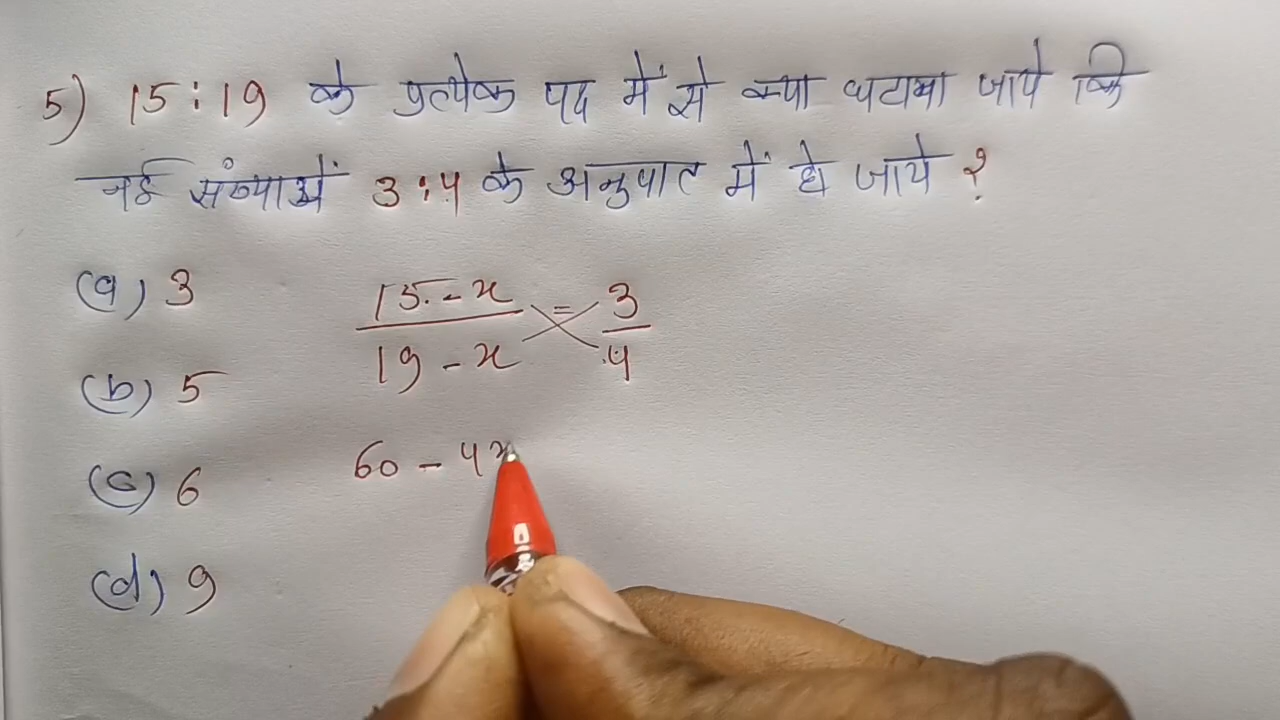 5) 15:19 के प्रत्येक पद में से क्या घटाया जाये कि
नई संख्याओं 3:4 के अनुपात में हो जाये ?
(a) 3
(b) 5
(c) 6
(d) 9
15-x / 19-x = 3 / 4
60 - 4x